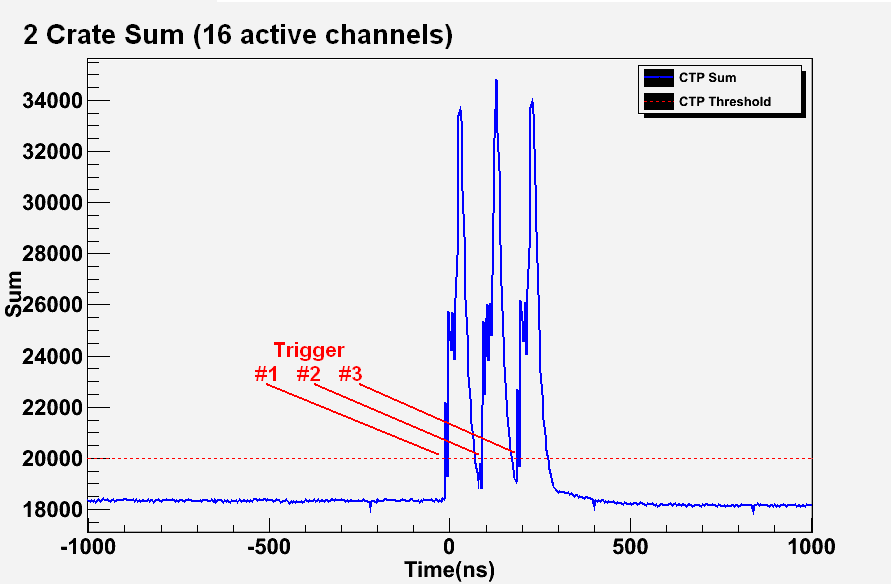 2 Crate Sum (16 active channels)
CTP Sum
CTP Threshold
34000
32000
30000
28000
26000
24000
22000
20000
18000
Sum
Trigger
#1 #2 #3
-1000 -500 0 500 1000
Time(ns)